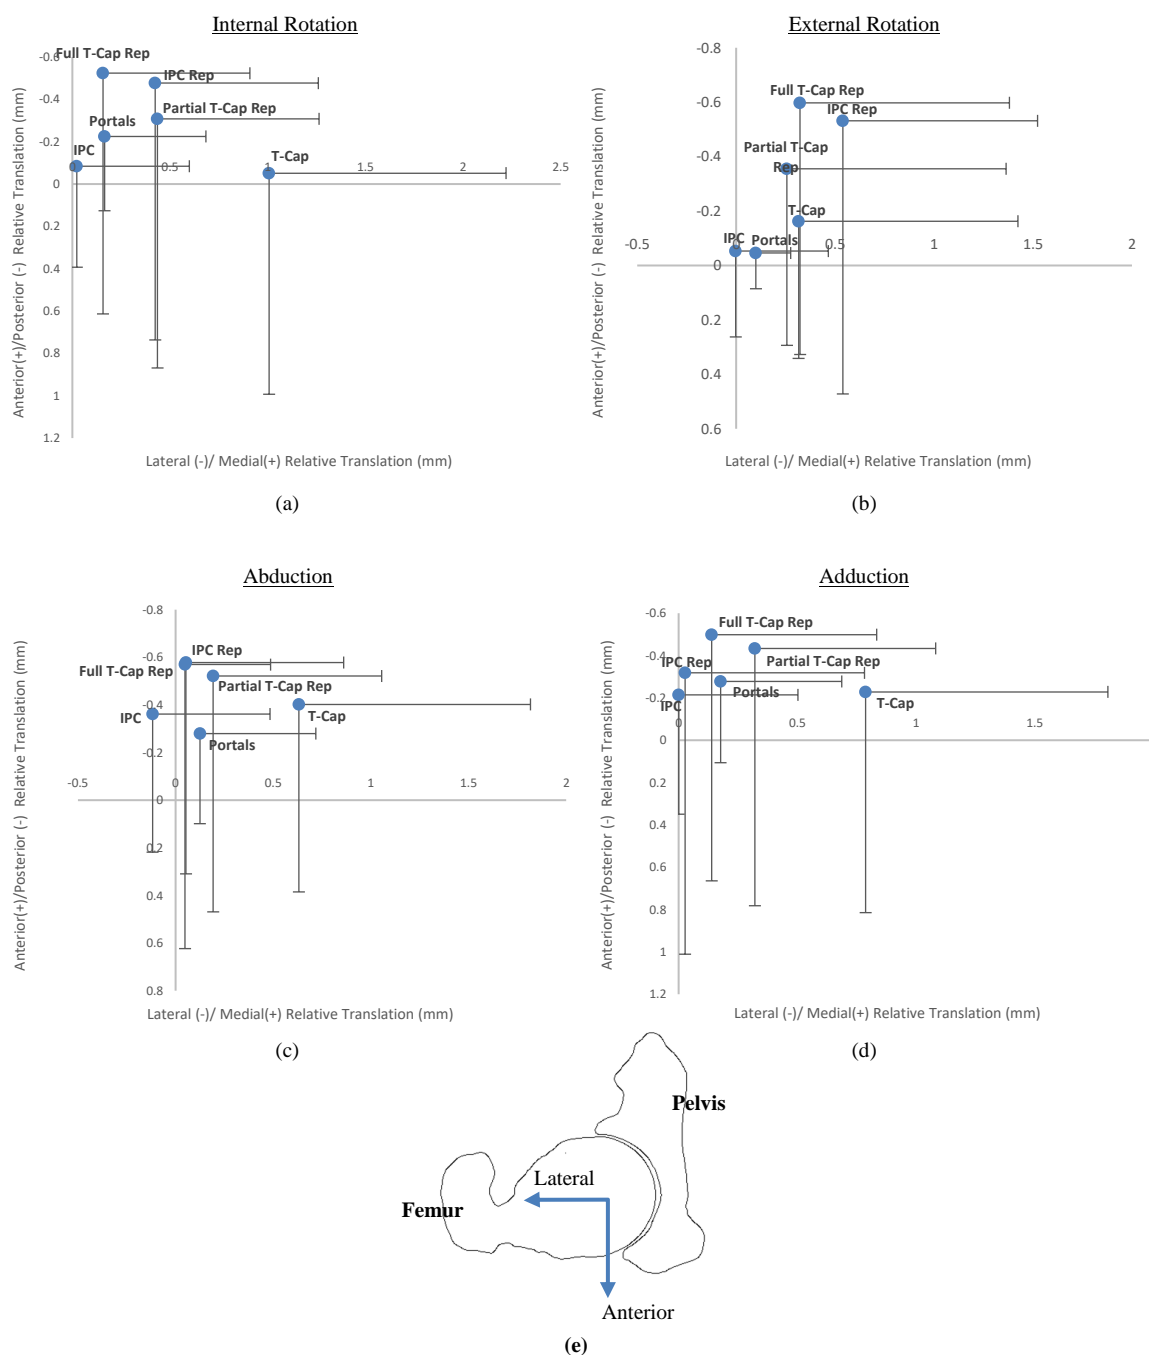 Internal Rotation
Anterior(+)/Posterior (-) Relative Translation (mm)
-0.6
-0.4
-0.2
0
0.2
0.4
0.6
0.8
1
1.2
0
0.5
1
1.5
2
2.5
Full T-Cap Rep
IPC Rep
Partial T-Cap Rep
Portals
IPC
T-Cap
Lateral (-)/ Medial(+) Relative Translation (mm)
(a)
External Rotation
Anterior(+)/Posterior (-) Relative Translation (mm)
-0.8
-0.6
-0.4
-0.2
0
0.2
0.4
0.6
-0.5
0
0.5
1
1.5
2
Full T-Cap Rep
IPC Rep
Partial T-Cap
Rep
T-Cap
IPC
Portals
Lateral (-)/ Medial(+) Relative Translation (mm)
(b)
Abduction
Anterior(+)/Posterior (-) Relative Translation (mm)
-0.8
-0.6
-0.4
-0.2
0
0.2
0.4
0.6
0.8
-0.5
0
0.5
1
1.5
2
IPC Rep
Full T-Cap Rep
Partial T-Cap Rep
IPC
T-Cap
Portals
Lateral (-)/ Medial(+) Relative Translation (mm)
(c)
Adduction
Anterior(+)/Posterior (-) Relative Translation (mm)
-0.6
-0.4
-0.2
0
0.2
0.4
0.6
0.8
1
1.2
0
0.5
1
1.5
Full T-Cap Rep
IPC Rep
Partial T-Cap Rep
Portals
IPC
T-Cap
Lateral (-)/ Medial(+) Relative Translation (mm)
(d)
Pelvis
Lateral
Femur
Anterior
(e)